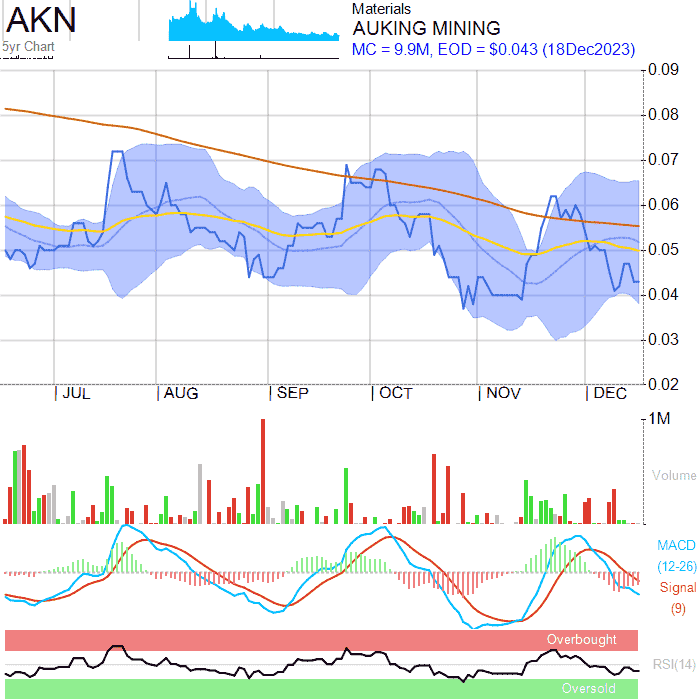 AKN
5yr Chart
Materials
AUKING MINING
MC = 9.9M, EOD = $0.043 (18Dec2023)
0.09
0.08
0.07
0.06
0.05
0.04
0.03
0.02
JUL AUG SEP OCT NOV DEC
1M
Volume
MACD
(12-26)
Signal
(9)
Overbought
RSI(14)
Oversold